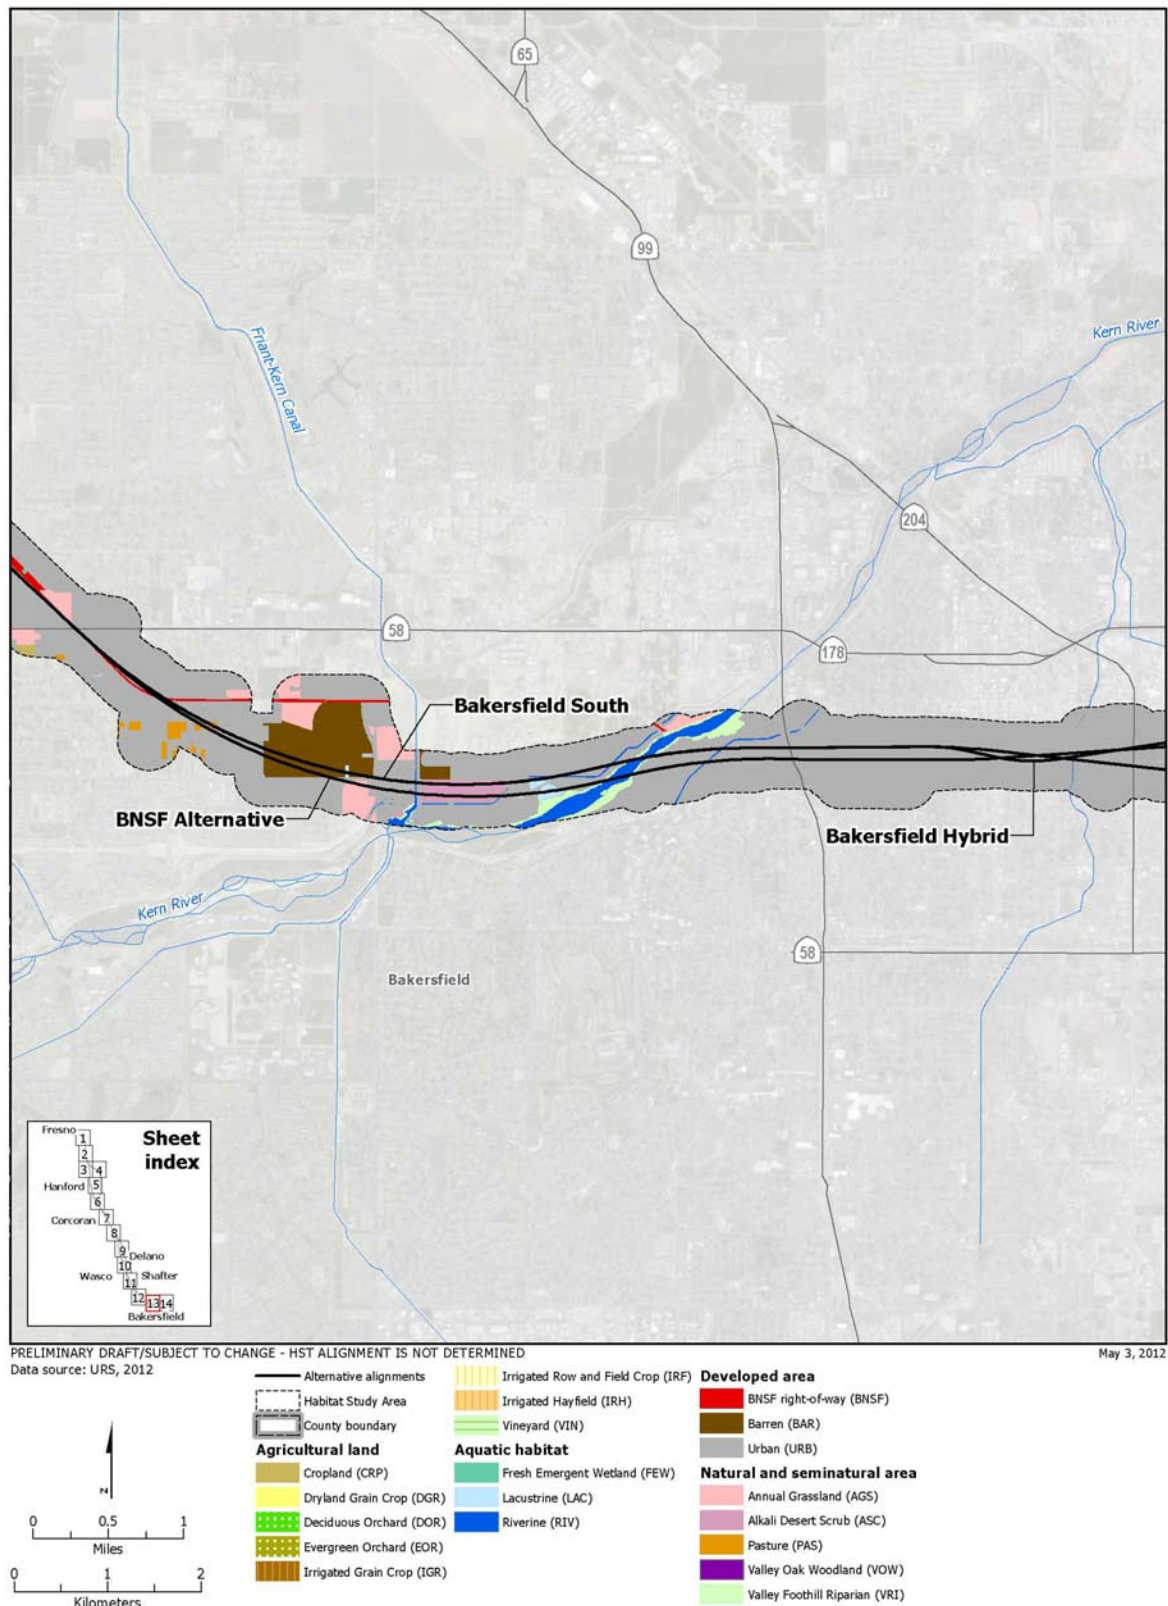 65
99
Kern River
Friant-Kern Canal
204
58
178
Bakersfield South
BNSF Alternative
Bakersfield Hybrid
Kern River
58
Bakersfield
Sheet
index
Fresno
1
2
3 4
Hanford 5
6
Corcoran 7
8
9
Delano
10
Wasco 11 Shafter
12 13 14
Bakersfield
PRELIMINARY DRAFT/SUBJECT TO CHANGE - HST ALIGNMENT IS NOT DETERMINED
May 3, 2012
Data source: URS, 2012
N
0 0.5 1
Miles
0 1 2
Kilometers
Alternative alignments
Habitat Study Area
County boundary
Agricultural land
Cropland (CRP)
Dryland Grain Crop (DGR)
Deciduous Orchard (DOR)
Evergreen Orchard (EOR)
Irrigated Grain Crop (IGR)
Irrigated Row and Field Crop (IRF)
Irrigated Hayfield (IRH)
Vineyard (VIN)
Aquatic habitat
Fresh Emergent Wetland (FEW)
Lacustrine (LAC)
Riverine (RIV)
Developed area
BNSF right-of-way (BNSF)
Barren (BAR)
Urban (URB)
Natural and seminatural area
Annual Grassland (AGS)
Alkali Desert Scrub (ASC)
Pasture (PAS)
Valley Oak Woodland (VOW)
Valley Foothill Riparian (VRI)